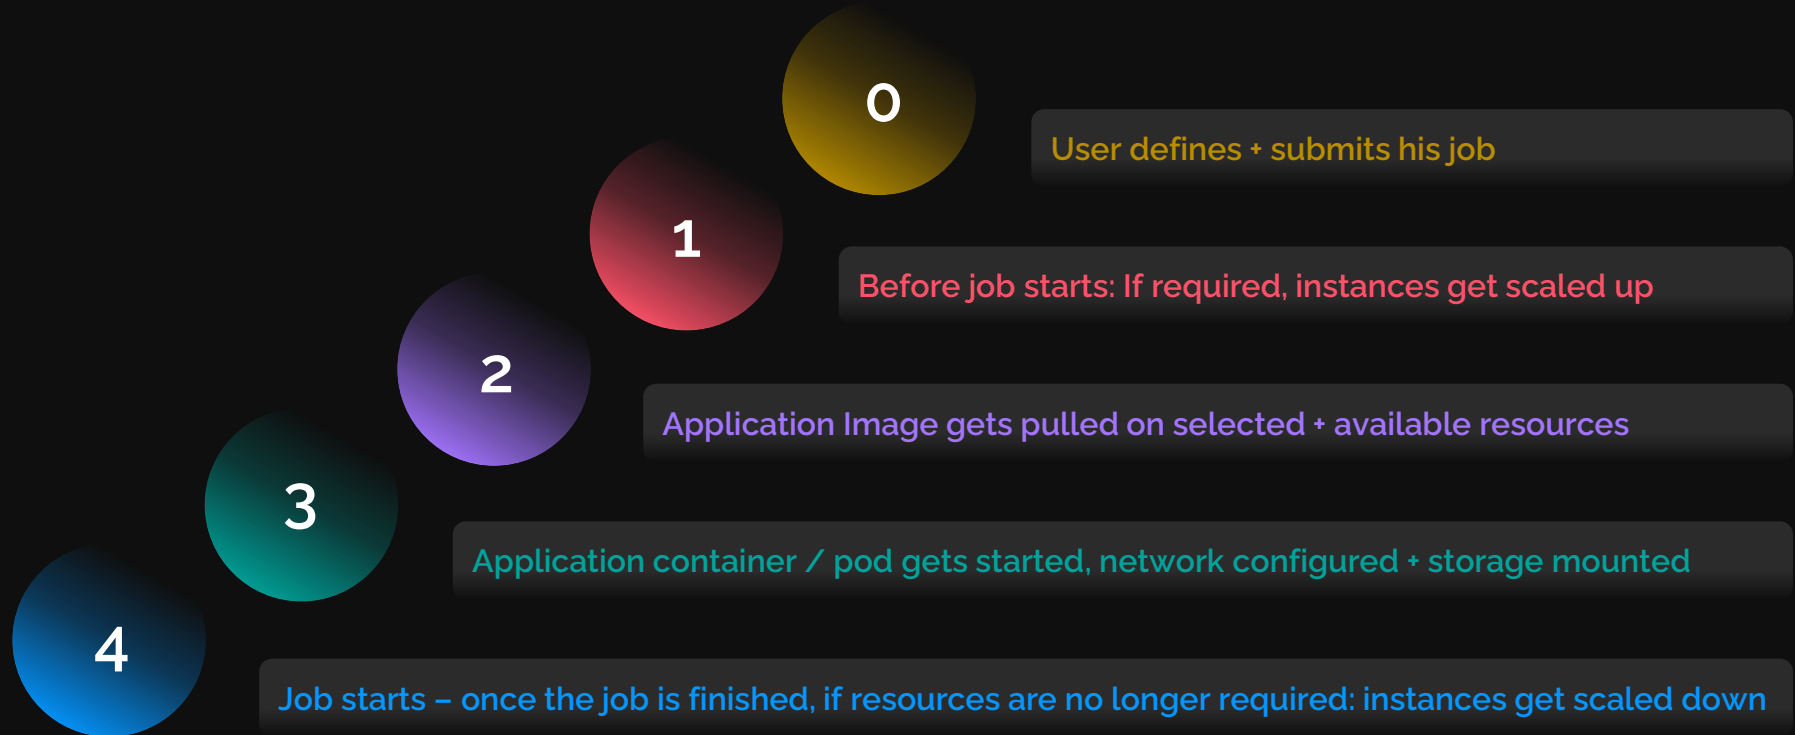 0
User defines + submits his job
1
Before job starts: If required, instances get scaled up
2
Application Image gets pulled on selected + available resources
3
Application container / pod gets started, network configured + storage mounted
4
Job starts – once the job is finished, if resources are no longer required: instances get scaled down